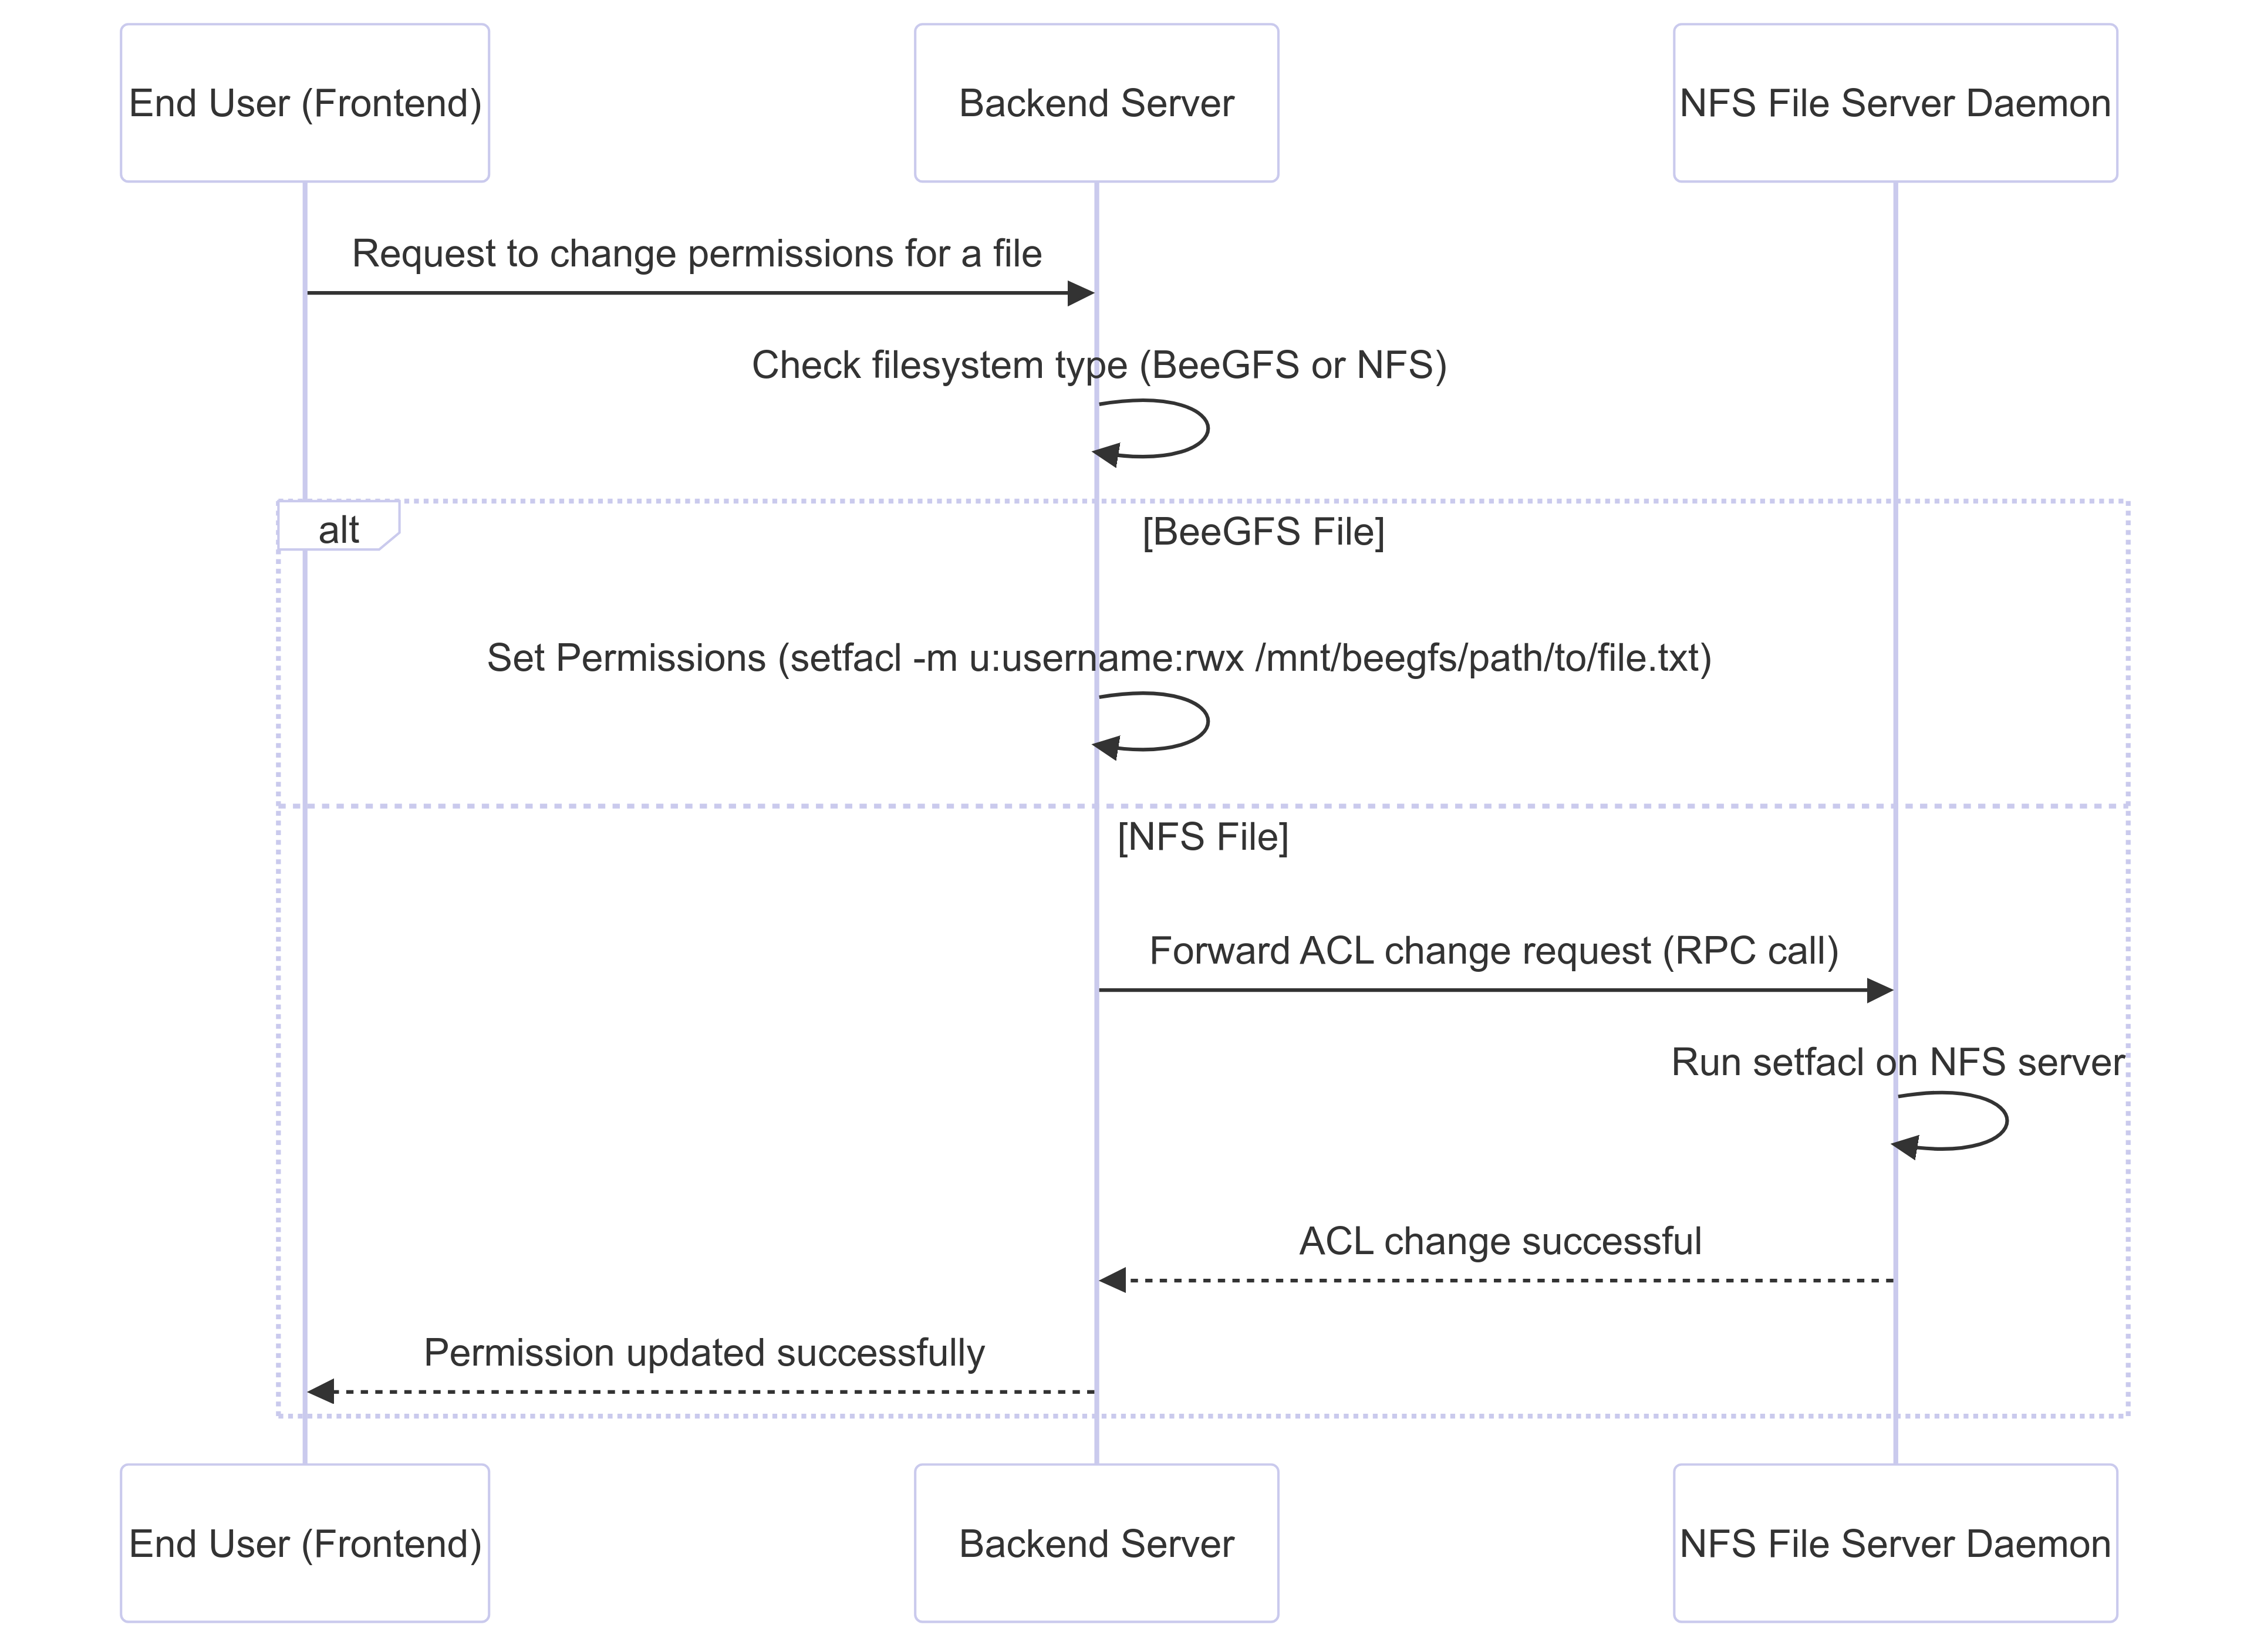 End User (Frontend)
Backend Server
NFS File Server Daemon
Request to change permissions for a file
Check filesystem type (BeeGFS or NFS)
alt
[BeeGFS File]
Set Permissions (setfacl -m u:username:rwx /mnt/beegfs/path/to/file.txt)
[NFS File]
Forward ACL change request (RPC call)
Run setfacl on NFS server
ACL change successful
Permission updated successfully
End User (Frontend)
Backend Server
NFS File Server Daemon